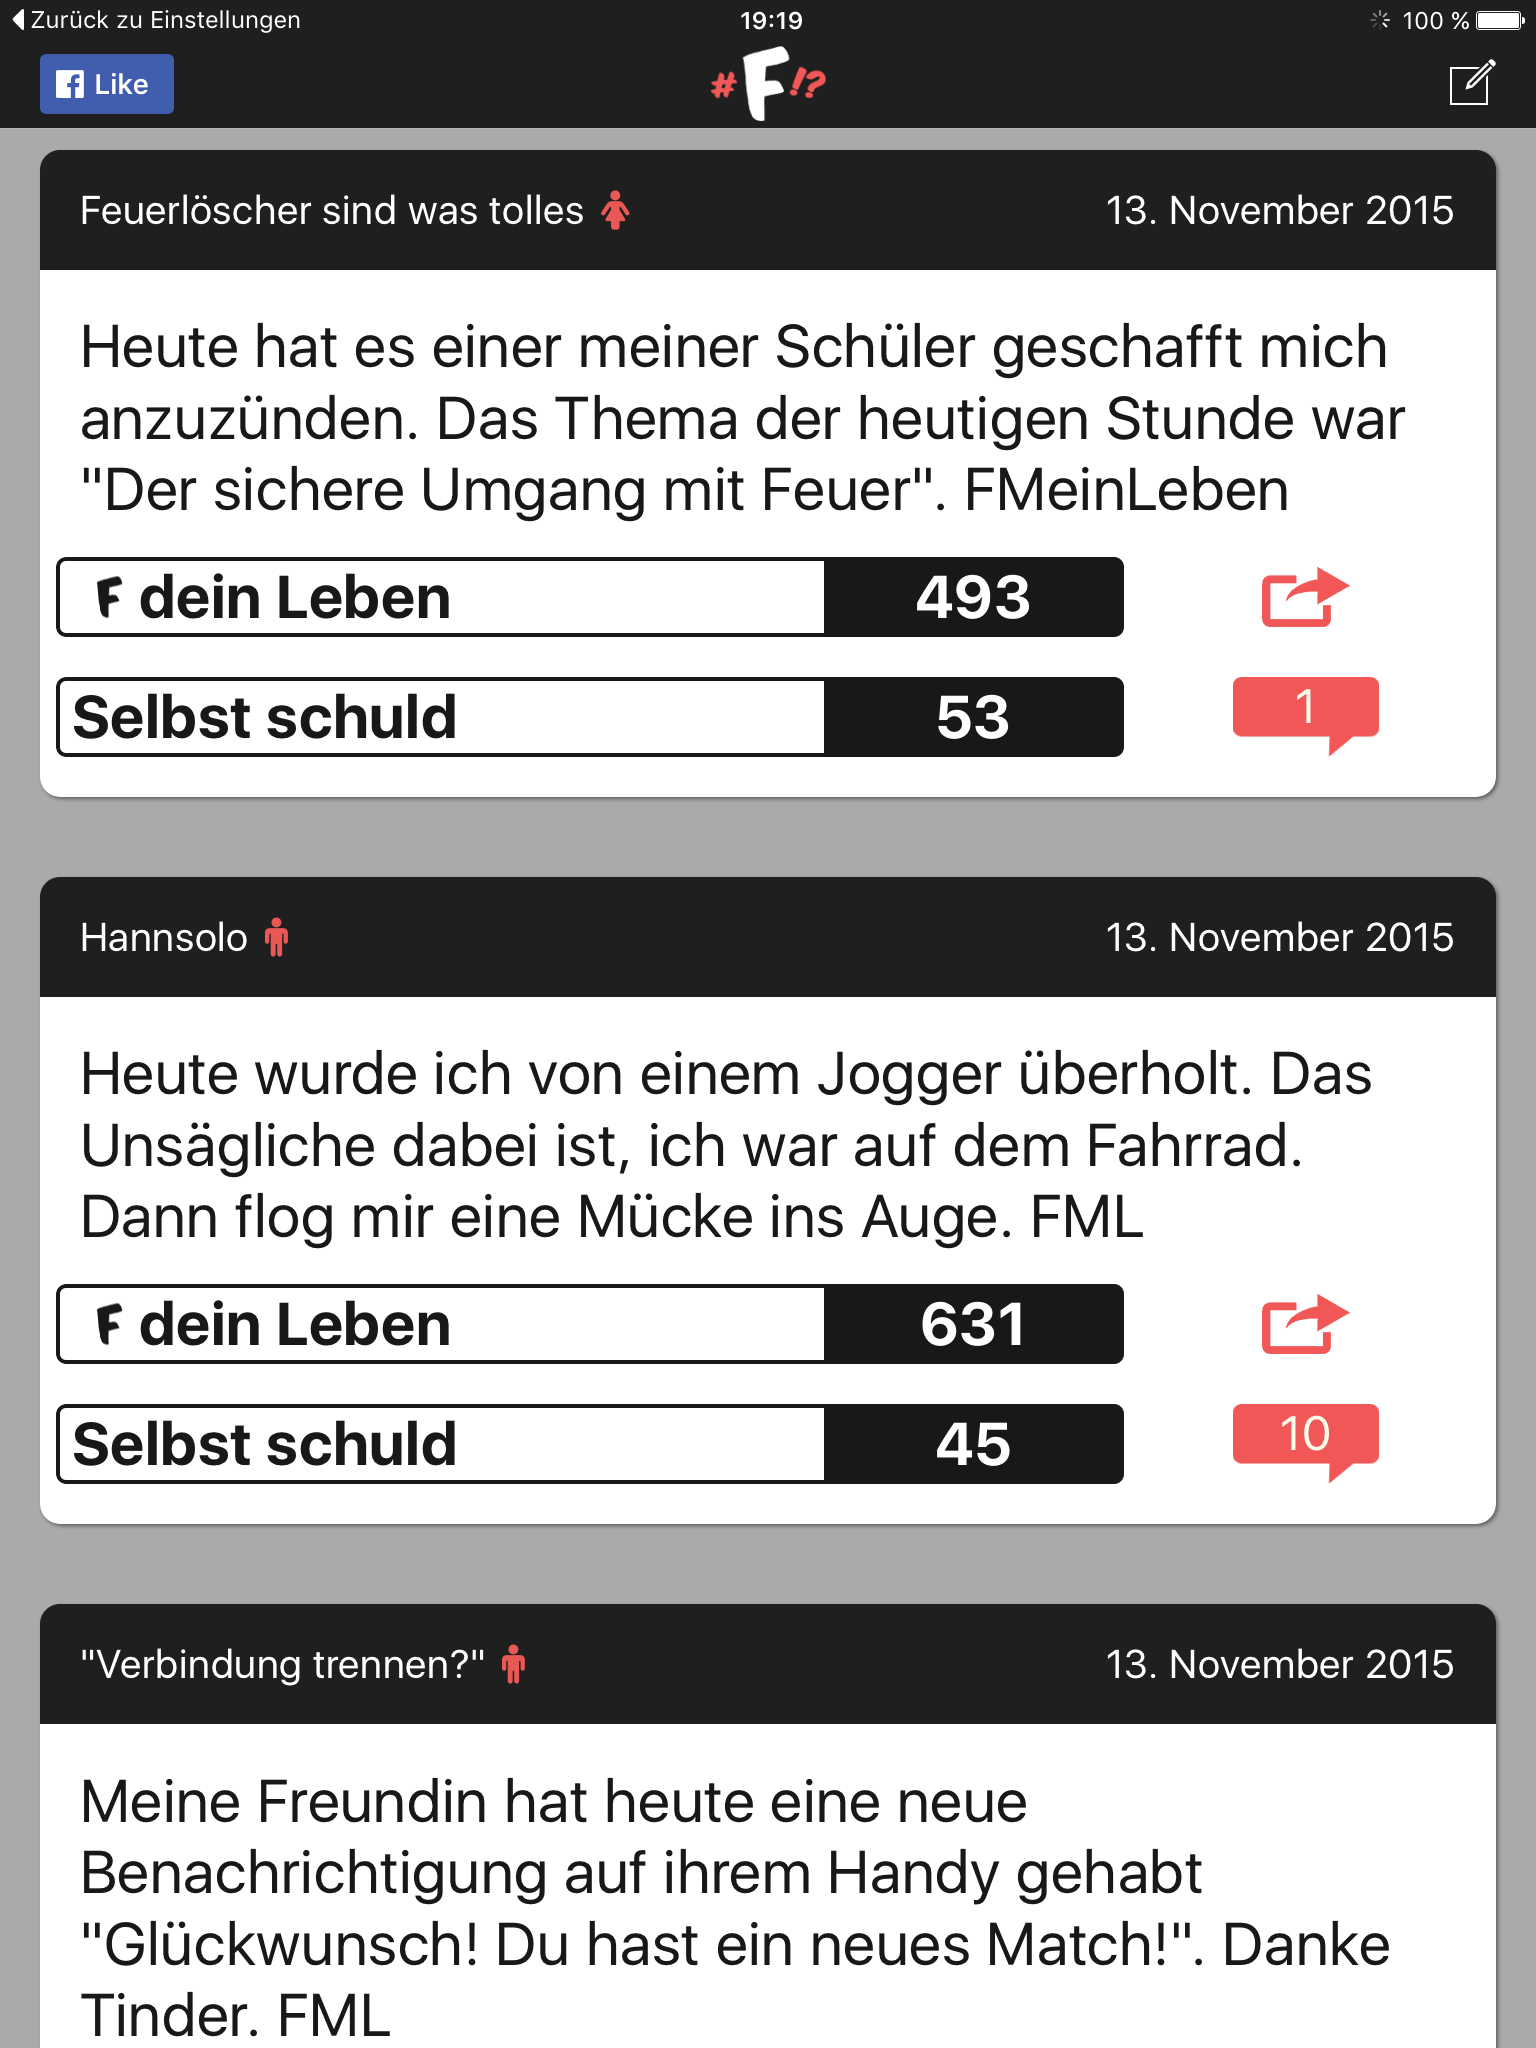 Zurück zu Einstellungen 19:19 100 %
Like #F!?
Feuerlöscher sind was tolles 13. November 2015
Heute hat es einer meiner Schüler geschafft mich
anzuzünden. Das Thema der heutigen Stunde war
"Der sichere Umgang mit Feuer". FMeinLeben
F dein Leben 493
Selbst schuld 53 1
Hannsolo 13. November 2015
Heute wurde ich von einem Jogger überholt. Das
Unsägliche dabei ist, ich war auf dem Fahrrad.
Dann flog mir eine Mücke ins Auge. FML
F dein Leben 631
Selbst schuld 45 10
"Verbindung trennen?" 13. November 2015
Meine Freundin hat heute eine neue
Benachrichtigung auf ihrem Handy gehabt
"Glückwunsch! Du hast ein neues Match!". Danke
Tinder. FML